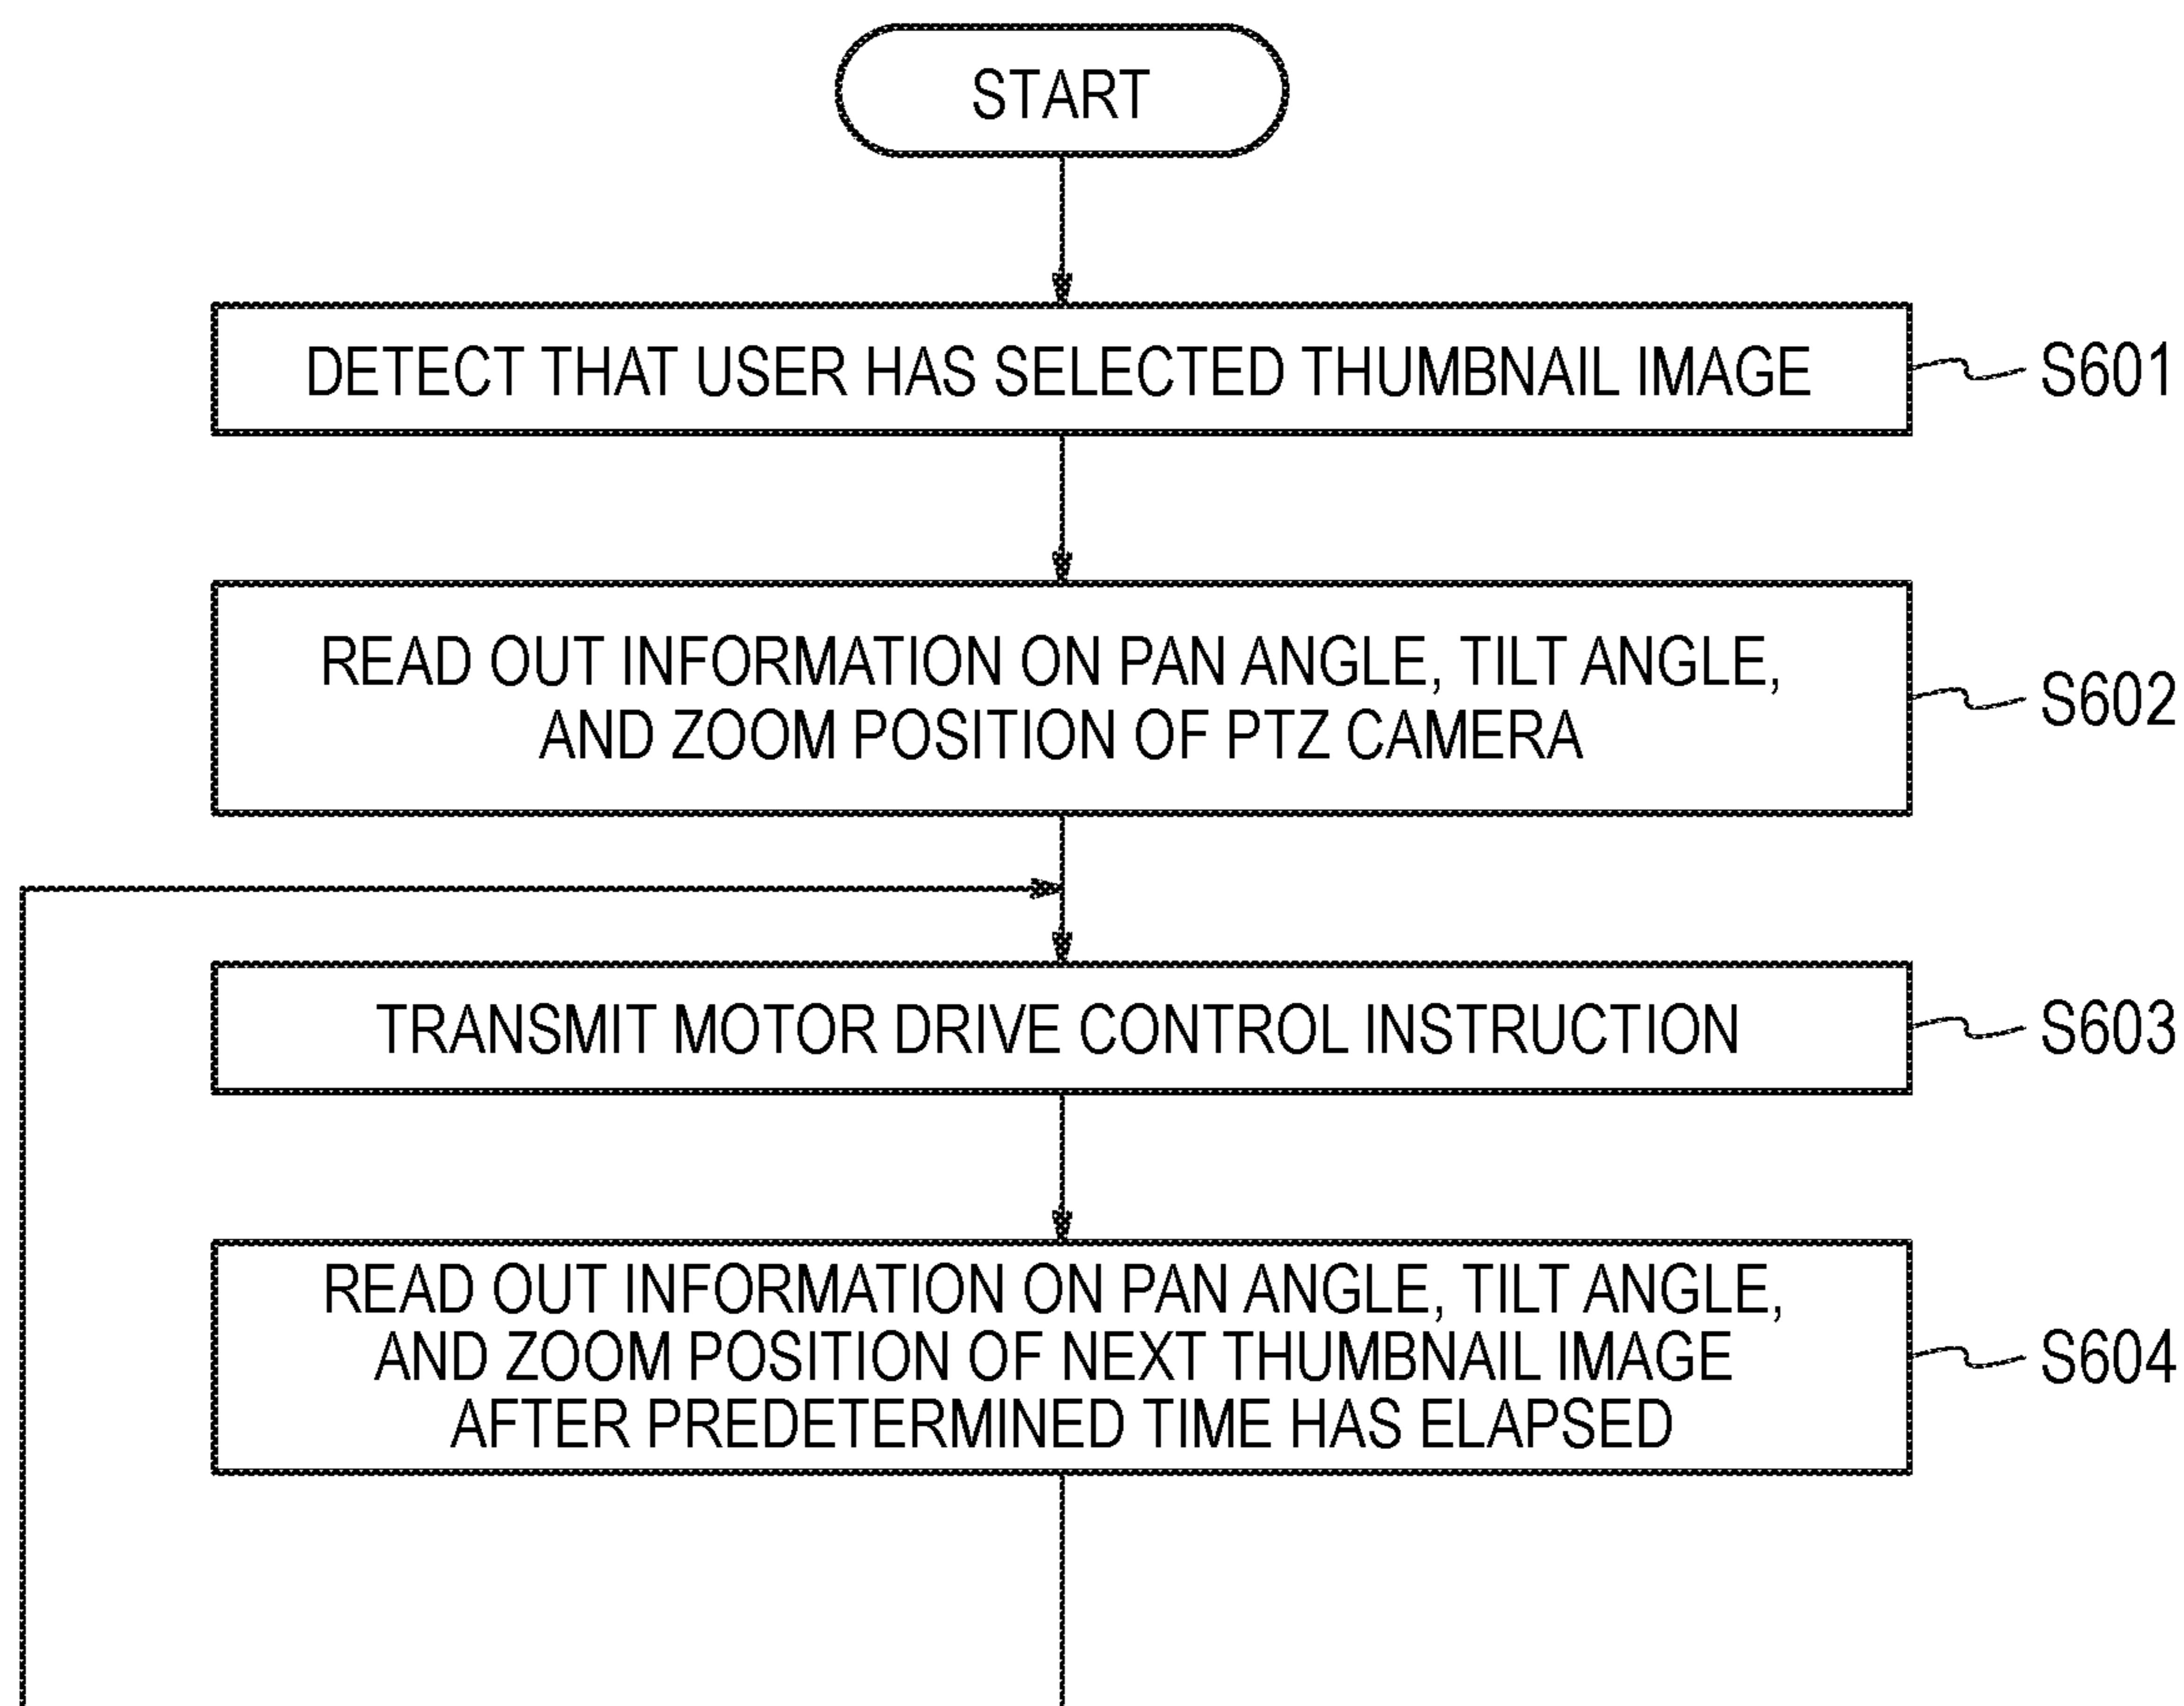 START
DETECT THAT USER HAS SELECTED THUMBNAIL IMAGE
S601
READ OUT INFORMATION ON PAN ANGLE, TILT ANGLE,
AND ZOOM POSITION OF PTZ CAMERA
S602
TRANSMIT MOTOR DRIVE CONTROL INSTRUCTION
S603
READ OUT INFORMATION ON PAN ANGLE, TILT ANGLE,
AND ZOOM POSITION OF NEXT THUMBNAIL IMAGE
AFTER PREDETERMINED TIME HAS ELAPSED
S604